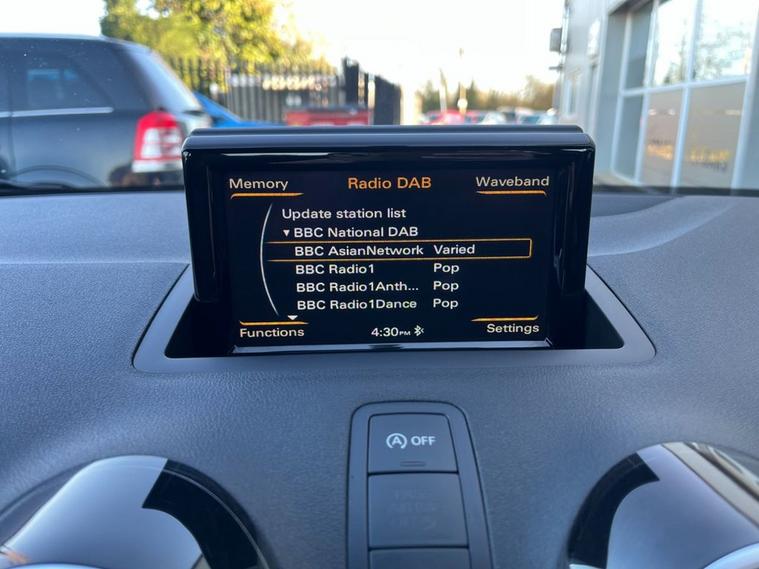 Memory Radio DAB Waveband
Update station list
▼ BBC National DAB
BBC AsianNetwork Varied
BBC Radio1 Pop
BBC Radio1Anth... Pop
BBC Radio1Dance Pop
Functions 4:30PM Settings
A OFF